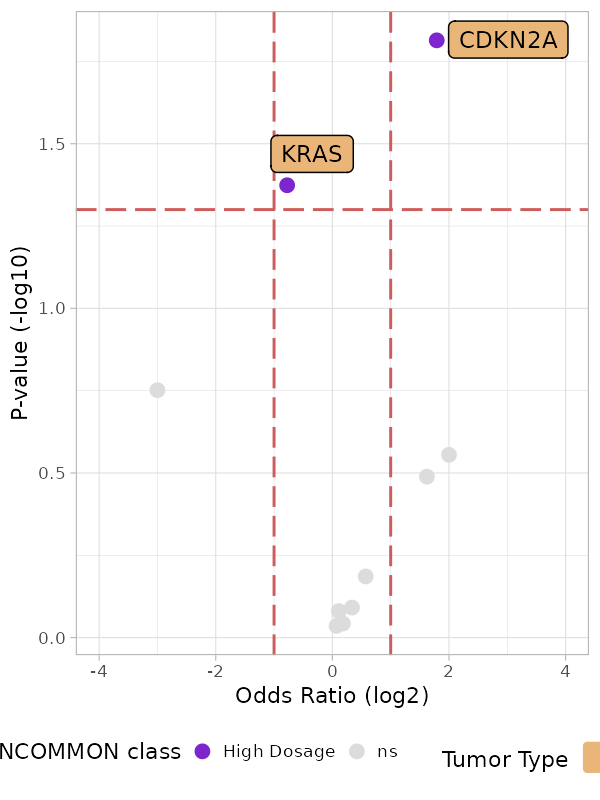 CDKN2A
KRAS
1.5
1.0
0.5
0.0
-4 -2 0 2 4
P-value (-log10)
Odds Ratio (log2)
NCOMMON class High Dosage ns Tumor Type